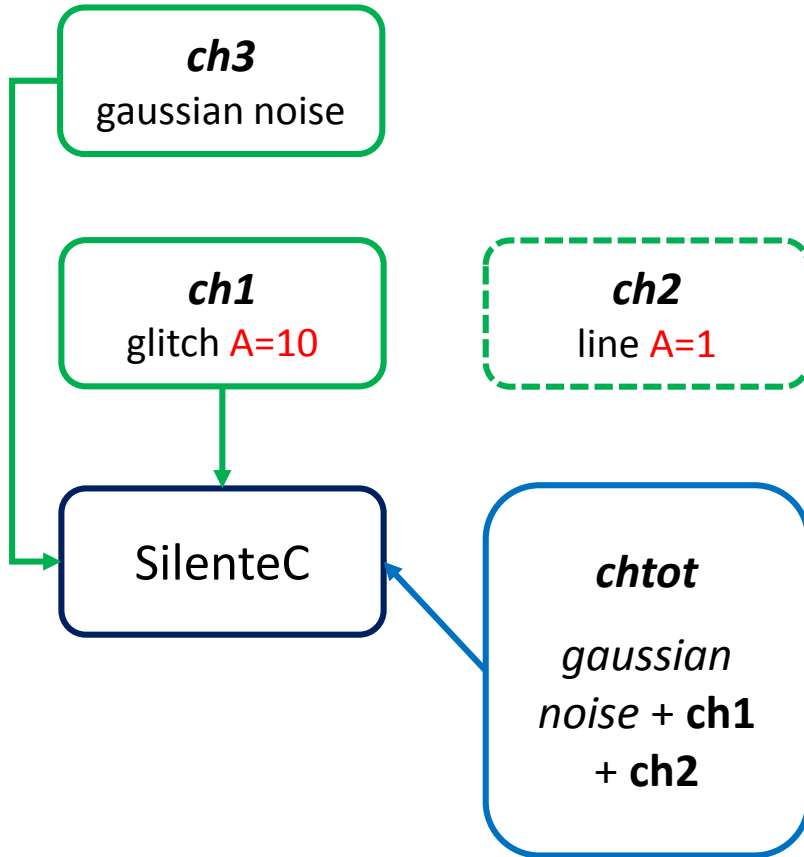 ch3
gaussian noise
ch1
glitch A=10
ch2
line A=1
SilenteC
chtot
gaussian
noise + ch1
+ ch2